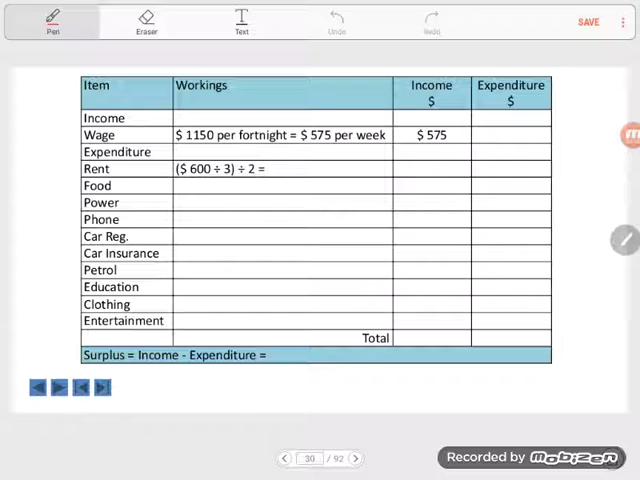 Pen Eraser Text Undo Redo SAVE
Item Workings Income $ Expenditure $
Income
Wage $ 1150 per fortnight = $ 575 per week $ 575
Expenditure
Rent ($ 600 ÷ 3) ÷ 2 =
Food
Power
Phone
Car Reg.
Car Insurance
Petrol
Education
Clothing
Entertainment
Total
Surplus = Income - Expenditure =
30 / 92
Recorded by mobizen